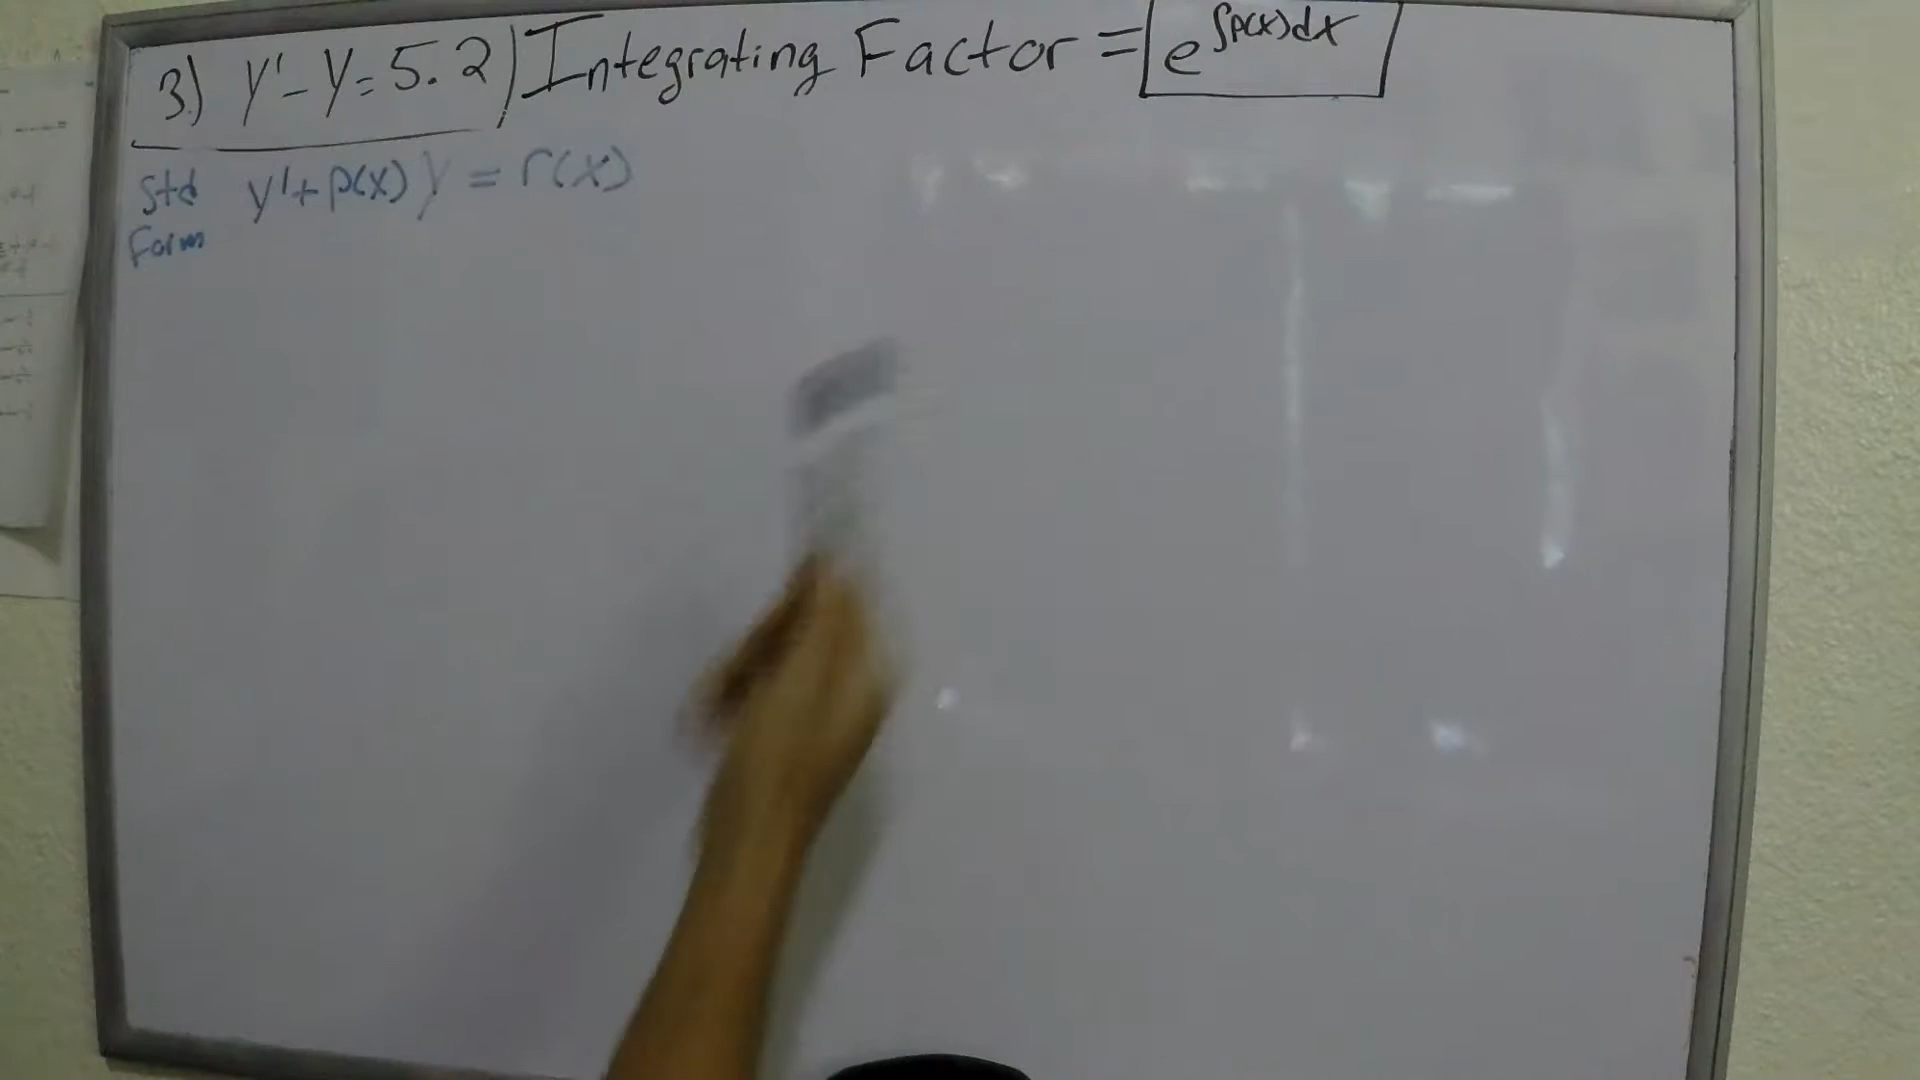 3.) y' - y = 5.2 | Integrating Factor = e^∫p(x)dx
Std Form y' + p(x) y = r(x)